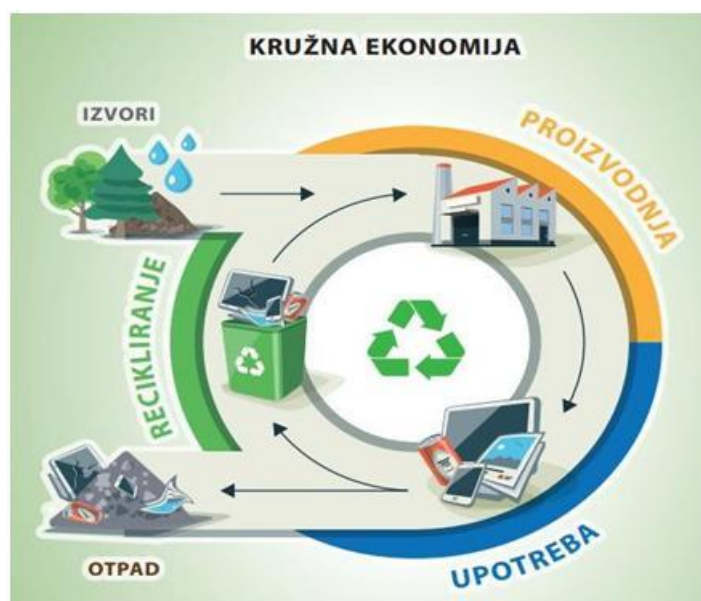 KRUŽNA EKONOMIJA
IZVORI
PROIZVODNJA
RECIKLIRANJE
OTPAD
UPOTREBA